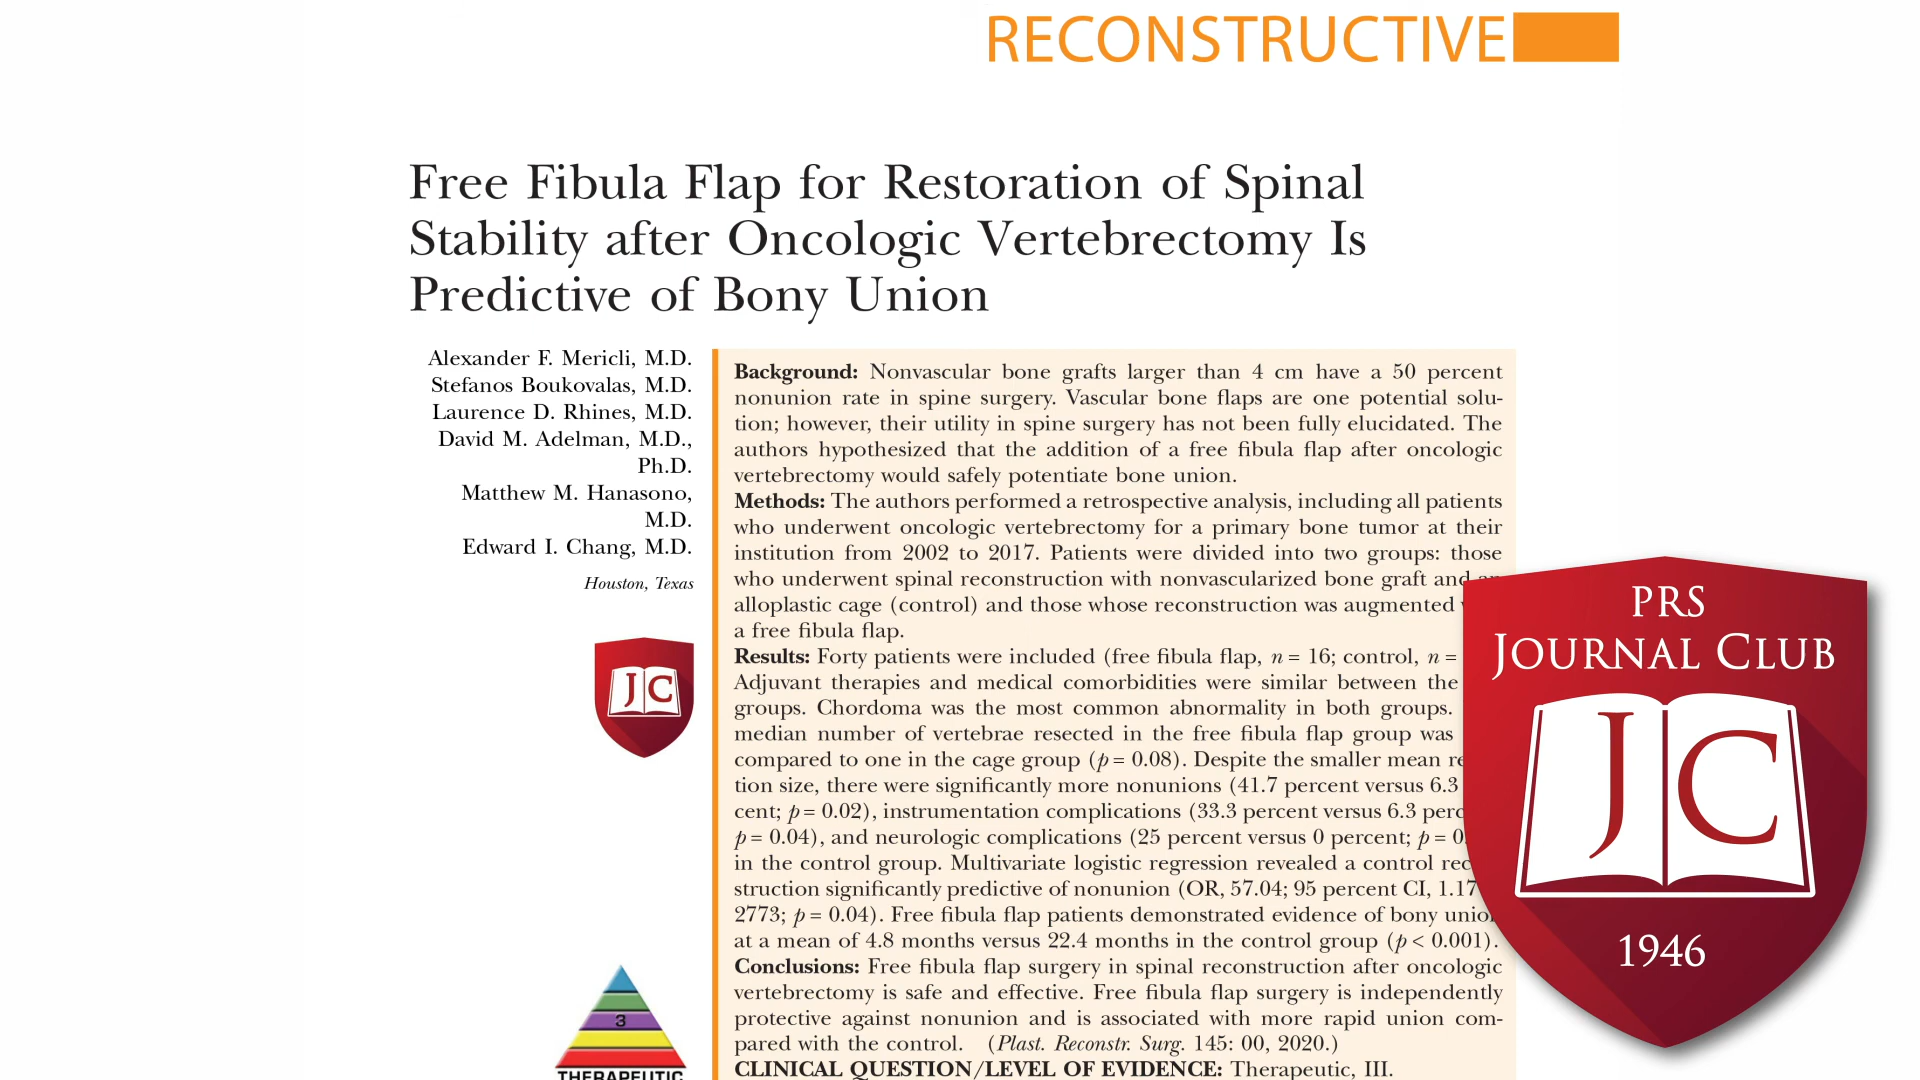 RECONSTRUCTIVE
Free Fibula Flap for Restoration of Spinal
Stability after Oncologic Vertebrectomy Is
Predictive of Bony Union
Alexander F. Mericli, M.D.
Stefanos Boukovalas, M.D.
Laurence D. Rhines, M.D.
David M. Adelman, M.D.,
Ph.D.
Matthew M. Hanasono,
M.D.
Edward I. Chang, M.D.
Houston, Texas
JC
3
THERAPEUTIC
Background: Nonvascular bone grafts larger than 4 cm have a 50 percent
nonunion rate in spine surgery. Vascular bone flaps are one potential solu-
tion; however, their utility in spine surgery has not been fully elucidated. The
authors hypothesized that the addition of a free fibula flap after oncologic
vertebrectomy would safely potentiate bone union.
Methods: The authors performed a retrospective analysis, including all patients
who underwent oncologic vertebrectomy for a primary bone tumor at their
institution from 2002 to 2017. Patients were divided into two groups: those
who underwent spinal reconstruction with nonvascularized bone graft and
alloplastic cage (control) and those whose reconstruction was augmented
a free fibula flap.
Results: Forty patients were included (free fibula flap, n = 16; control, n =
Adjuvant therapies and medical comorbidities were similar between the
groups. Chordoma was the most common abnormality in both groups.
median number of vertebrae resected in the free fibula flap group was
compared to one in the cage group (p = 0.08). Despite the smaller mean
tion size, there were significantly more nonunions (41.7 percent versus 6.3
cent; p = 0.02), instrumentation complications (33.3 percent versus 6.3
p = 0.04), and neurologic complications (25 percent versus 0 percent; p =
in the control group. Multivariate logistic regression revealed a control
struction significantly predictive of nonunion (OR, 57.04; 95 percent CI, 1.17
2773; p = 0.04). Free fibula flap patients demonstrated evidence of bony union
at a mean of 4.8 months versus 22.4 months in the control group (p < 0.001).
Conclusions: Free fibula flap surgery in spinal reconstruction after oncologic
vertebrectomy is safe and effective. Free fibula flap surgery is independently
protective against nonunion and is associated with more rapid union com-
pared with the control. (Plast. Reconstr. Surg. 145: 00, 2020.)
CLINICAL QUESTION/LEVEL OF EVIDENCE: Therapeutic, III.
PRS
JOURNAL CLUB
JC
1946